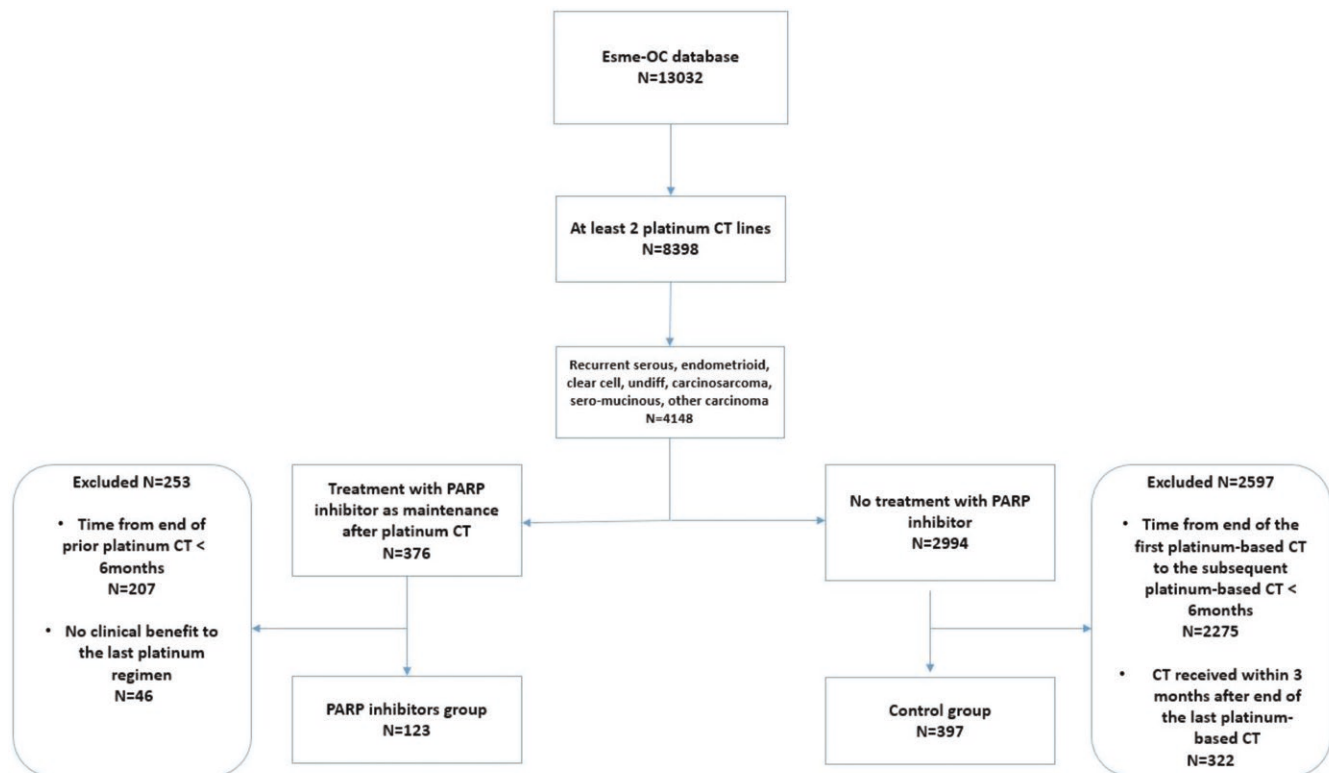 Esme-OC database
N=13032
At least 2 platinum CT lines
N=8398
Recurrent serous, endometrioid,
clear cell, undiff, carcinosarcoma,
sero-mucinous, other carcinoma
N=4148
Excluded N=253
• Time from end of
prior platinum CT <
6months
N=207
• No clinical benefit to
the last platinum
regimen
N=46
Treatment with PARP
inhibitor as maintenance
after platinum CT
N=376
PARP inhibitors group
N=123
No treatment with PARP
inhibitor
N=2994
Control group
N=397
Excluded N=2597
• Time from end of the
first platinum-based CT
to the subsequent
platinum-based CT <
6months
N=2275
• CT received within 3
months after end of
the last platinum-
based CT
N=322